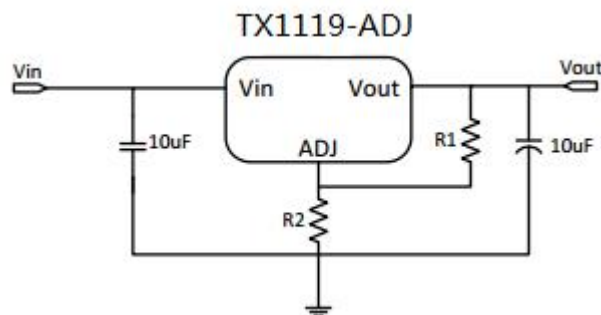 TX1119-ADJ
Vin
Vin
Vout
Vout
10uF
ADJ
R1
10uF
R2